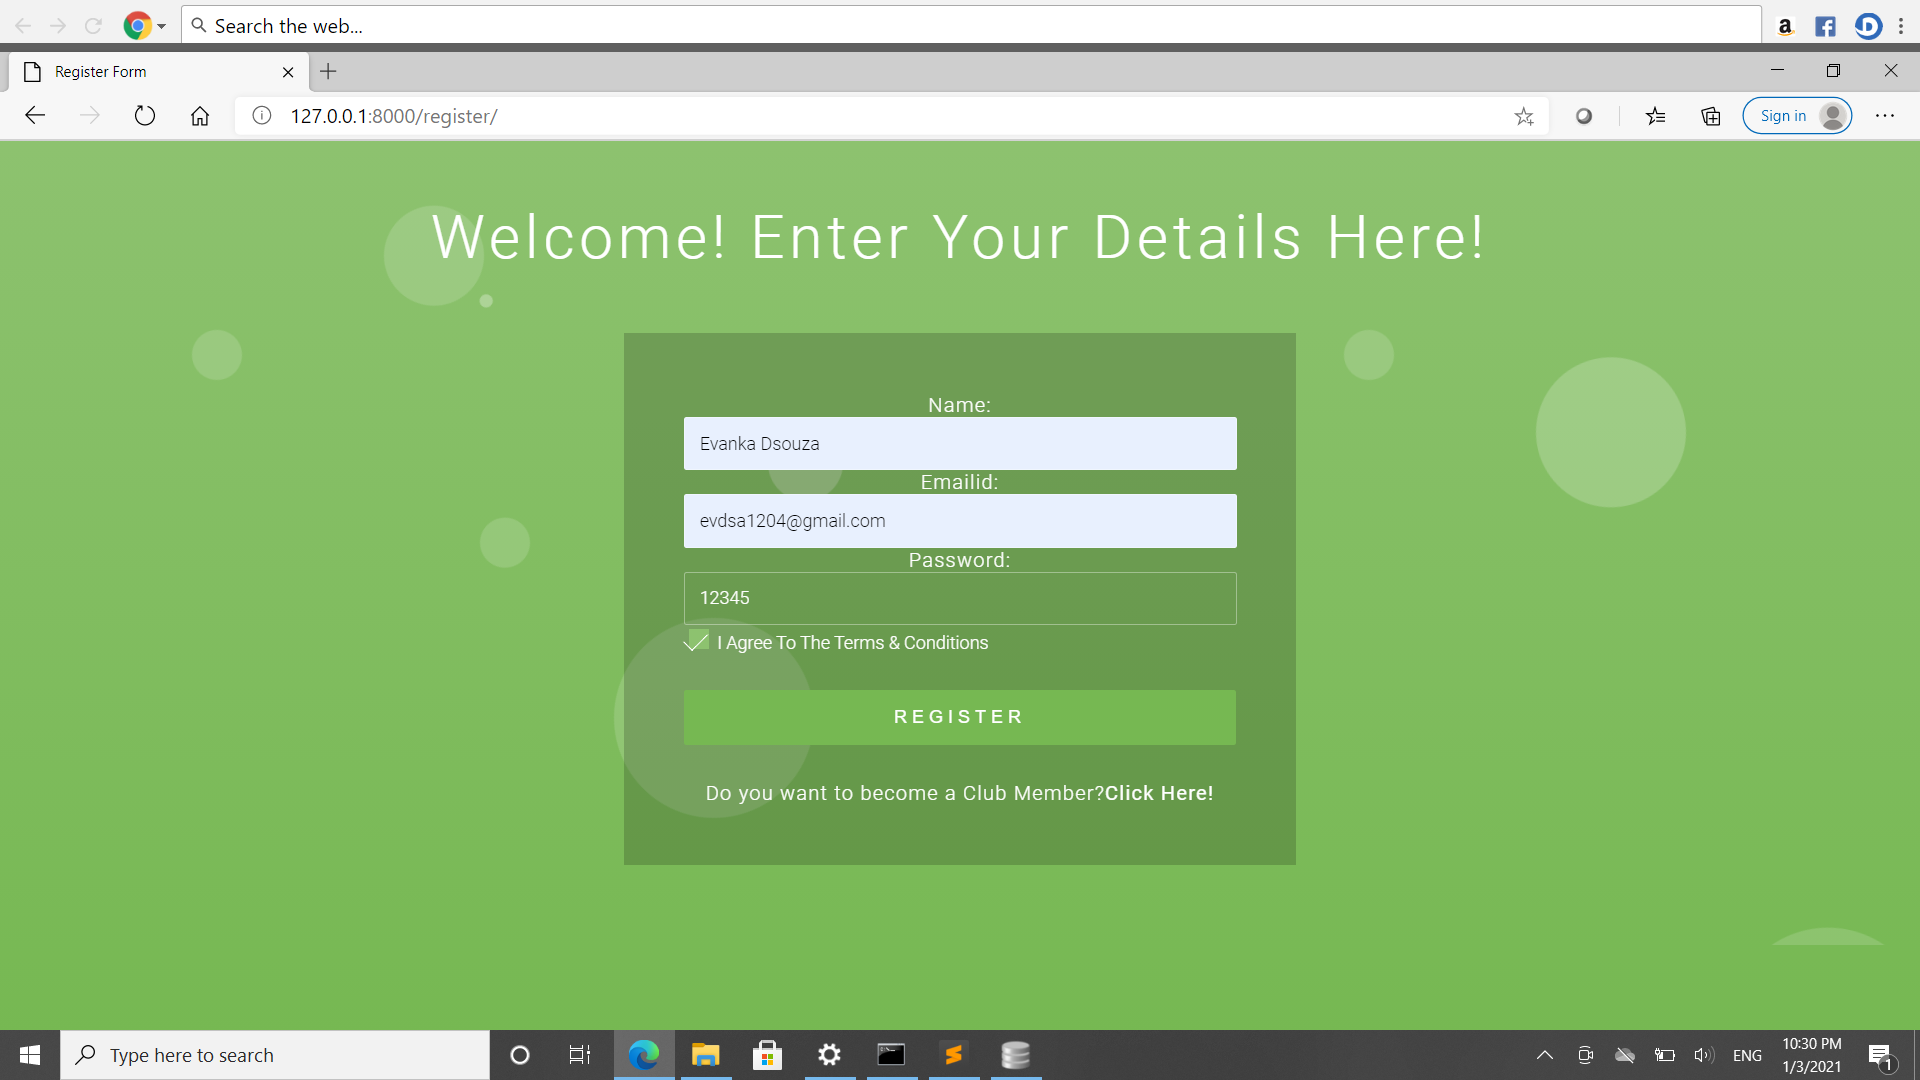 Search the web...
a
f
D
Register Form
127.0.0.1:8000/register/
Sign in
Welcome! Enter Your Details Here!
Name:
Evanka Dsouza
Emailid:
evdsa1204@gmail.com
Password:
12345
I Agree To The Terms & Conditions
REGISTER
Do you want to become a Club Member?Click Here!
Type here to search
ENG
10:30 PM
1/3/2021
1